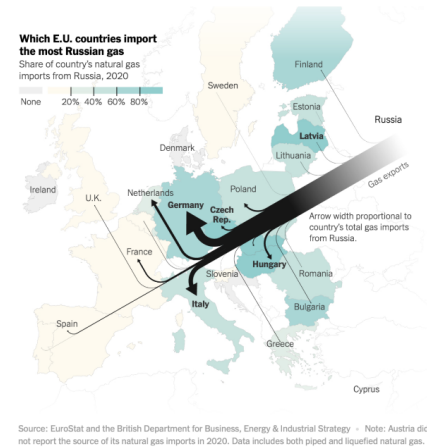 Which E.U. countries import
the most Russian gas
Share of country's natural gas
imports from Russia, 2020
None 20% 40% 60% 80%
Finland
Sweden
Estonia
Russia
Latvia
Denmark
Lithuania
Gas exports
Ireland
U.K.
Netherlands
Poland
Germany
Czech
Rep.
Arrow width proportional to
country's total gas imports
from Russia.
France
Hungary
Slovenia
Romania
Italy
Bulgaria
Spain
Greece
Cyprus
Source: EuroStat and the British Department for Business, Energy & Industrial Strategy • Note: Austria did
not report the source of its natural gas imports in 2020. Data includes both piped and liquefied natural gas.